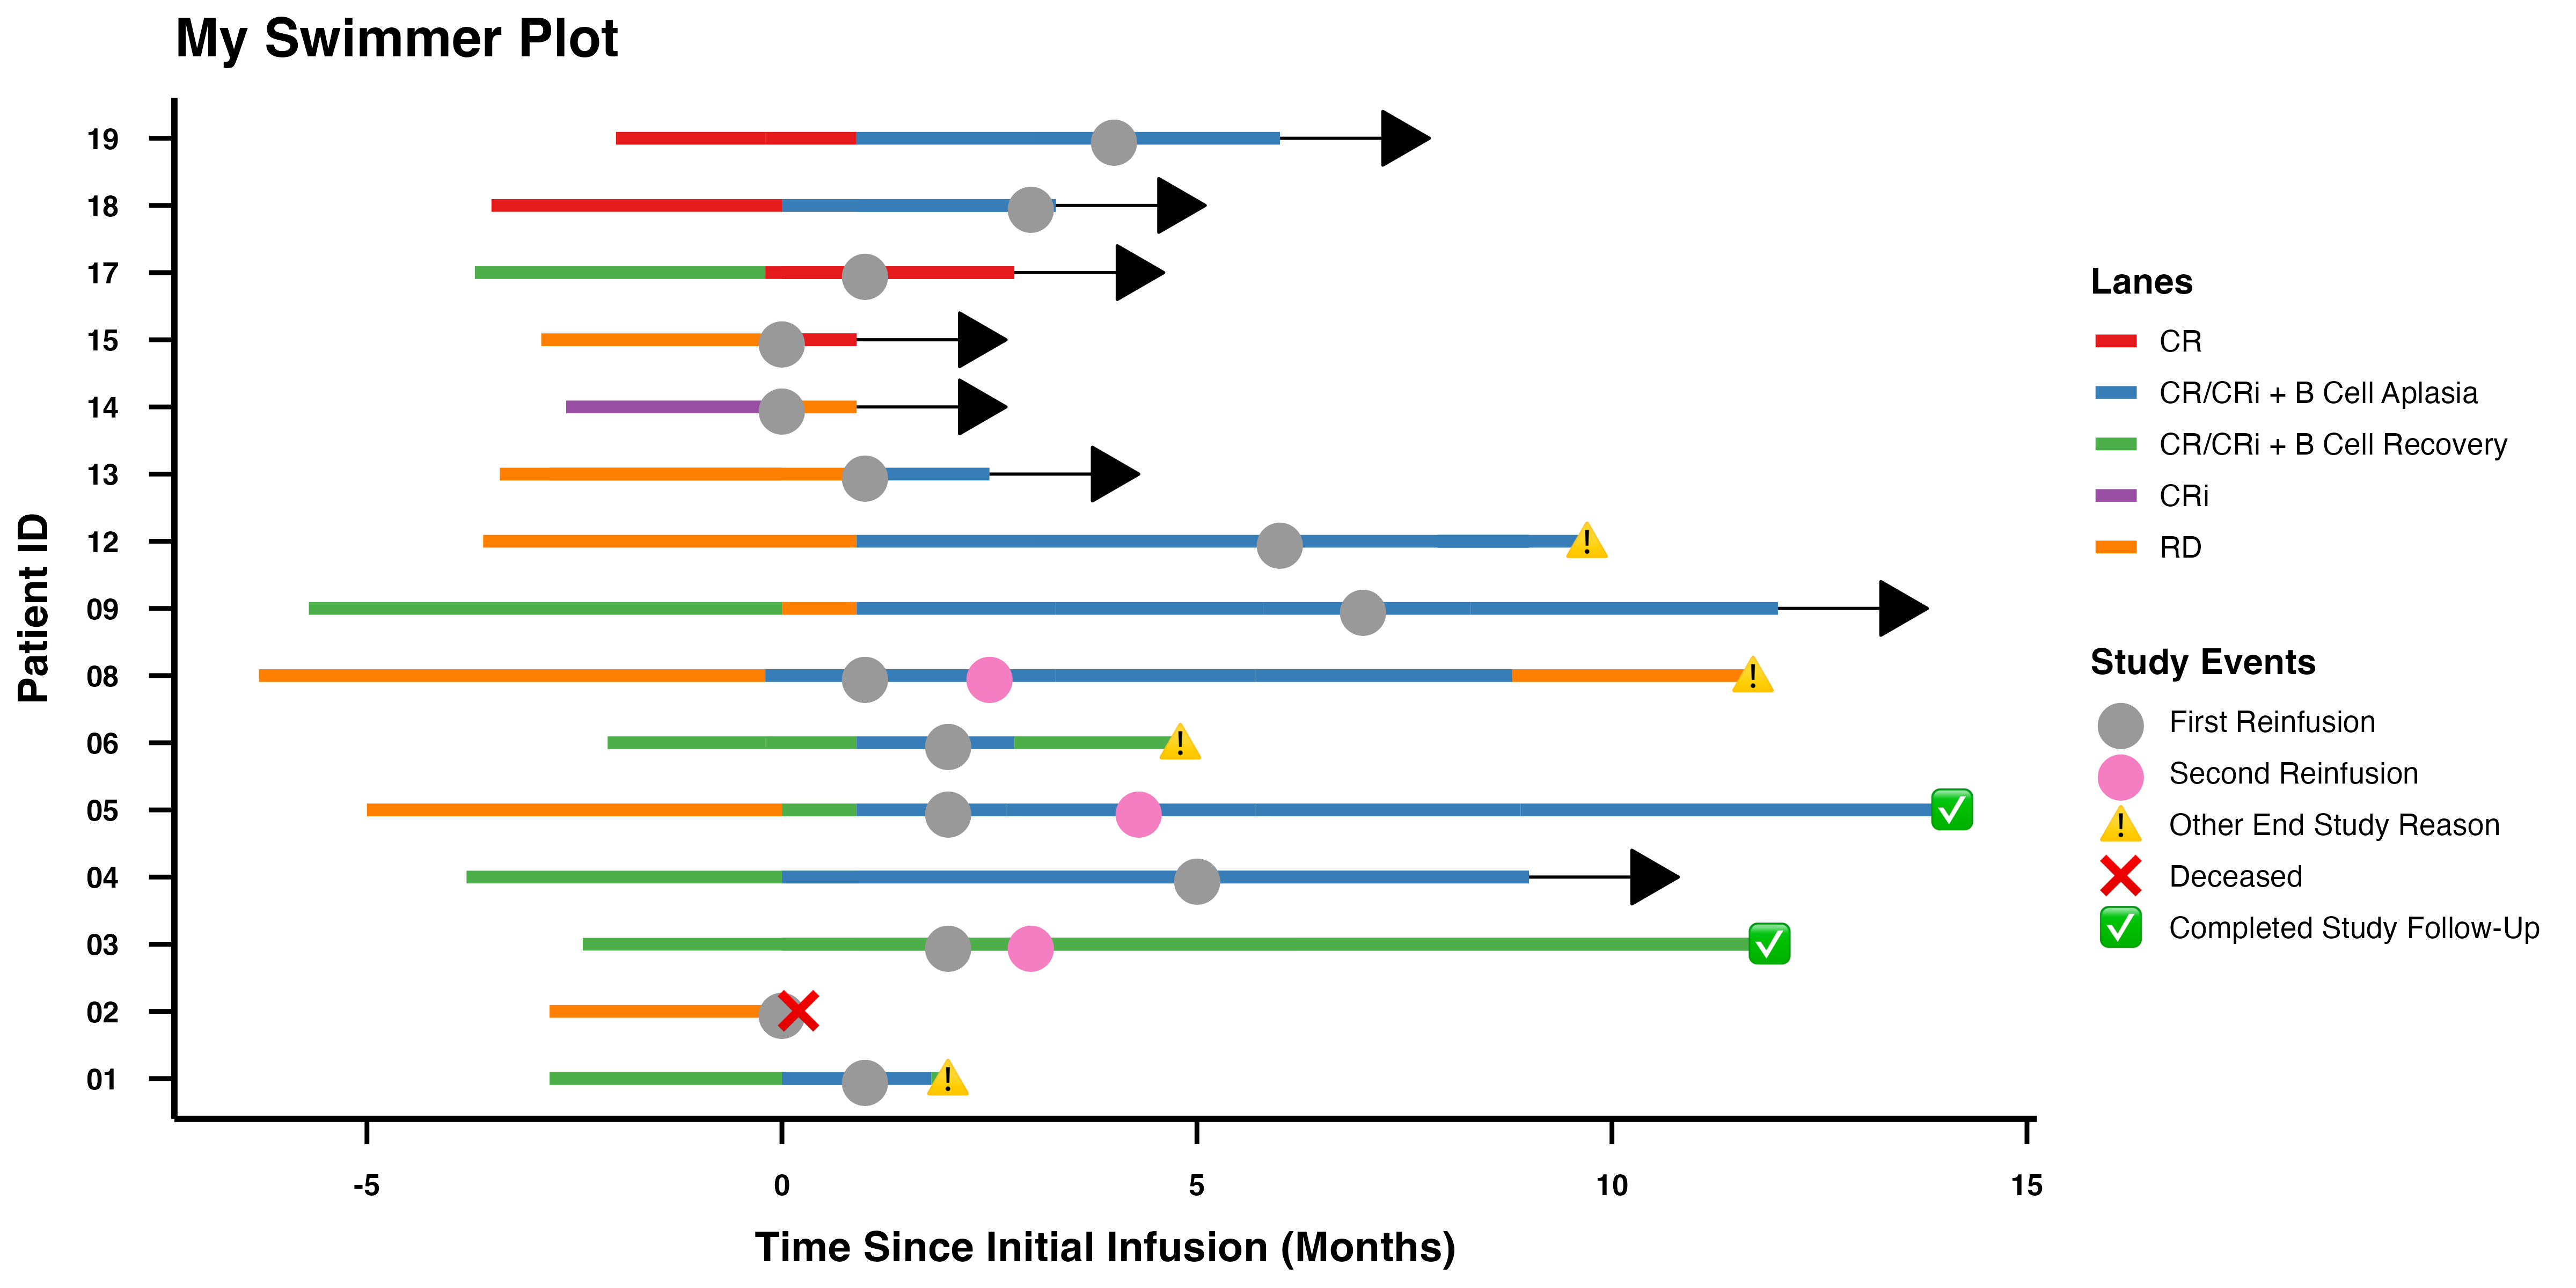 My Swimmer Plot
Patient ID
19
18
17
15
14
13
12
09
08
06
05
04
03
02
01
-5
0
5
10
15
Time Since Initial Infusion (Months)
Lanes
CR
CR/CRi + B Cell Aplasia
CR/CRi + B Cell Recovery
CRi
RD
Study Events
First Reinfusion
Second Reinfusion
Other End Study Reason
Deceased
Completed Study Follow-Up